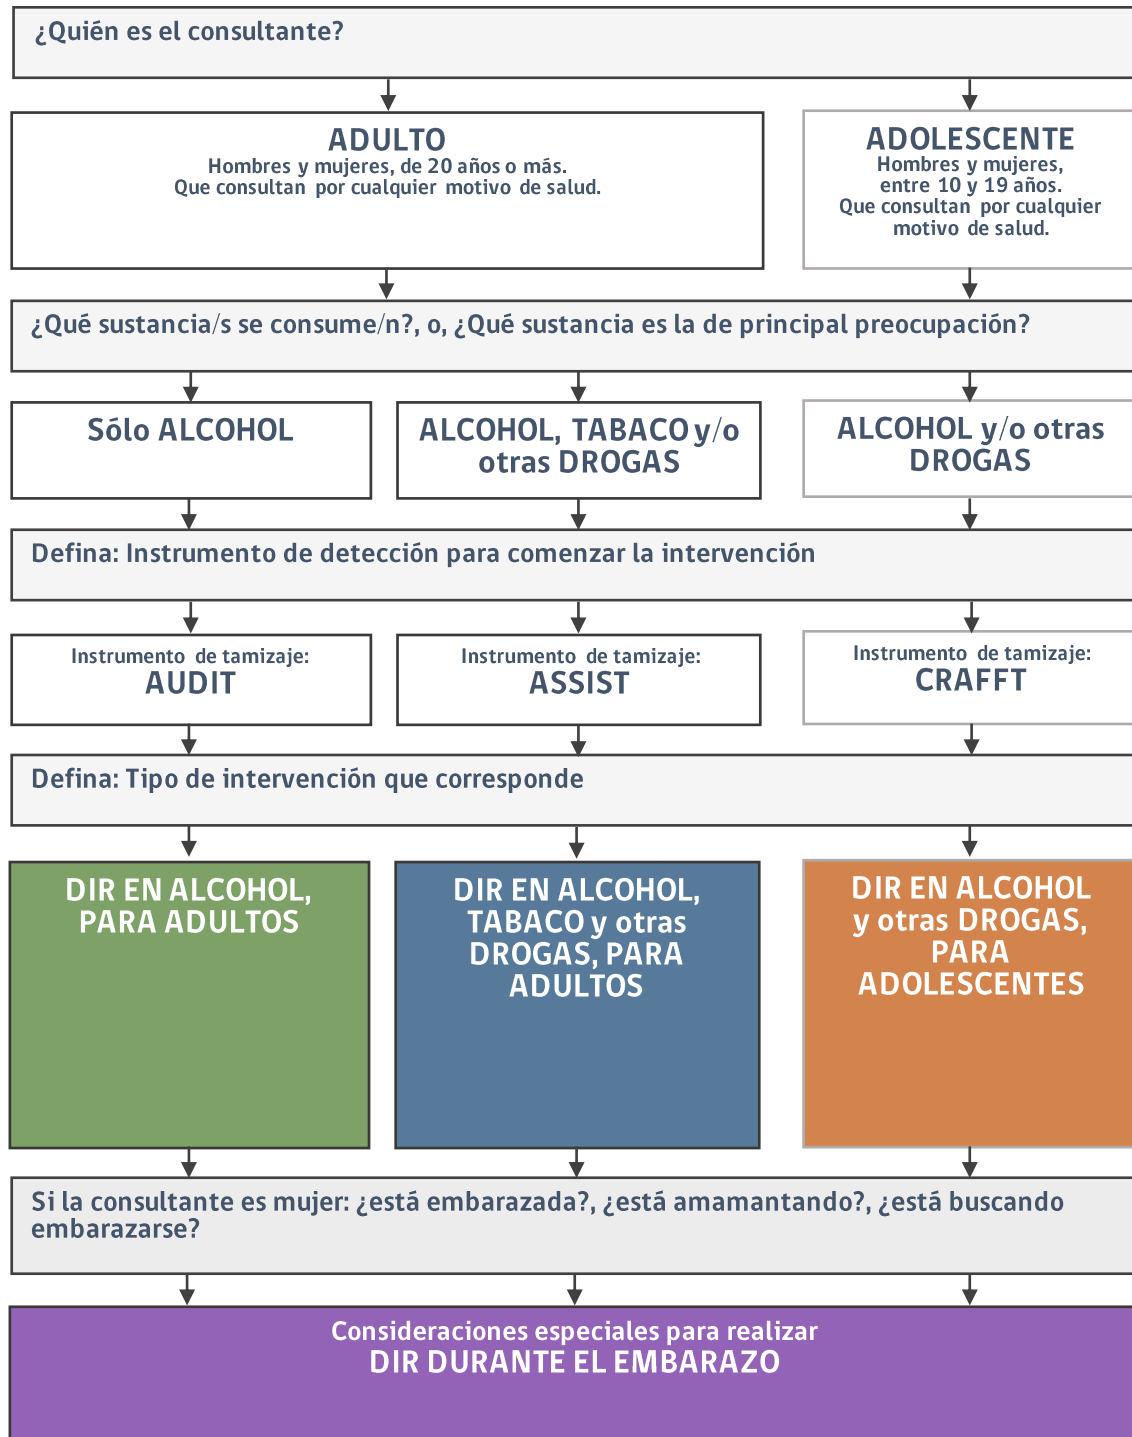 ¿Quién es el consultante?
ADULTO
Hombres y mujeres, de 20 años o más.
Que consultan por cualquier motivo de salud.
ADOLESCENTE
Hombres y mujeres,
entre 10 y 19 años.
Que consultan por cualquier
motivo de salud.
¿Qué sustancia/s se consume/n?, o, ¿Qué sustancia es la de principal preocupación?
Sólo ALCOHOL
ALCOHOL, TABACO y/o
otras DROGAS
ALCOHOL y/o otras
DROGAS
Defina: Instrumento de detección para comenzar la intervención
Instrumento de tamizaje:
AUDIT
Instrumento de tamizaje:
ASSIST
Instrumento de tamizaje:
CRAFFT
Defina: Tipo de intervención que corresponde
DIR EN ALCOHOL,
PARA ADULTOS
DIR EN ALCOHOL,
TABACO y otras
DROGAS, PARA
ADULTOS
DIR EN ALCOHOL
y otras DROGAS,
PARA
ADOLESCENTES
Si la consultante es mujer: ¿está embarazada?, ¿está amamantando?, ¿está buscando
embarazarse?
Consideraciones especiales para realizar
DIR DURANTE EL EMBARAZO